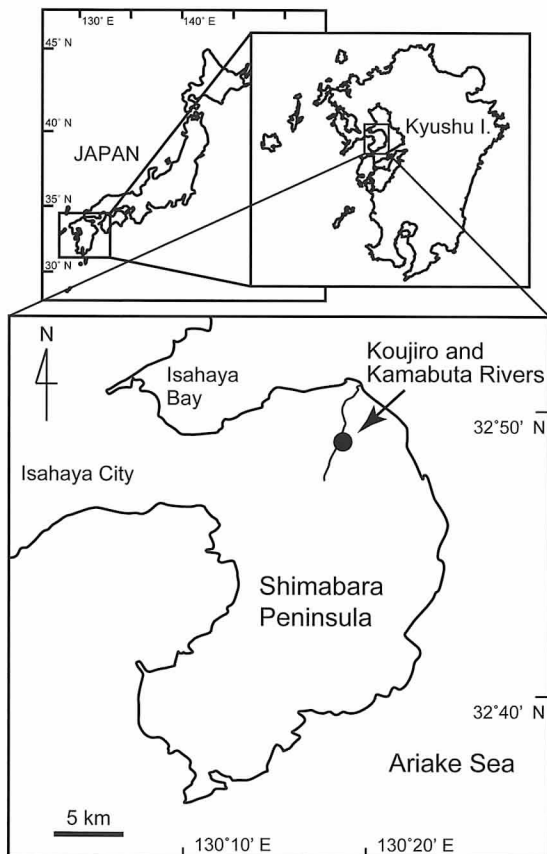 130˚ E
140˚
45˚ N
40˚ N
JAPAN
35˚ N
30˚ N
Kyushu I.
N
Isahaya
Bay
Koujiro and
Kamabuta Rivers
32˚50’ N
Isahaya City
Shimabara
Peninsula
32˚40’ N
Ariake Sea
5 km
130˚10’ E
130˚20’ E